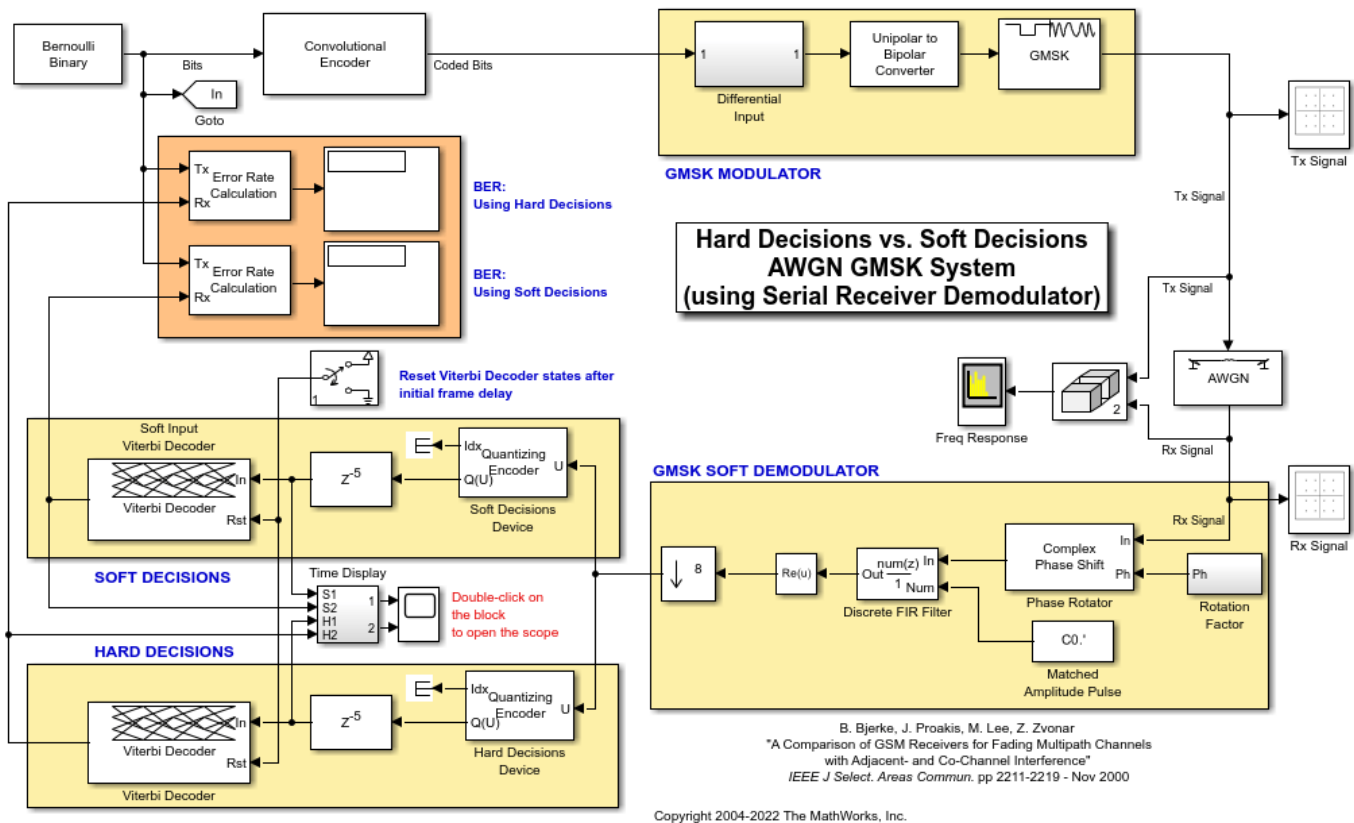 Bernoulli
Binary
Bits
In
Goto
Convolutional
Encoder
Coded Bits
1
1
Differential
Input
Unipolar to
Bipolar
Converter
GMSK
GMSK MODULATOR
Tx Signal
Tx Signal
Tx
Rx
Error Rate
Calculation
BER:
Using Hard Decisions
Tx
Rx
Error Rate
Calculation
BER:
Using Soft Decisions
Hard Decisions vs. Soft Decisions
AWGN GMSK System
(using Serial Receiver Demodulator)
Tx Signal
AWGN
2
Freq Response
Rx Signal
1
Reset Viterbi Decoder states after
initial frame delay
Soft Input
Viterbi Decoder
Viterbi Decoder
In
Rst
Z-5
Idx
Q(U)
Quantizing
Encoder
U
Soft Decisions
Device
SOFT DECISIONS
GMSK SOFT DEMODULATOR
8
Re(u)
Out
num(z)
1
In
Num
Discrete FIR Filter
Complex
Phase Shift
In
Ph
Phase Rotator
Ph
Rotation
Factor
C0.'
Matched
Amplitude Pulse
Rx Signal
Rx Signal
Time Display
S1
S2
H1
H2
1
2
Double-click on
the block
to open the scope
HARD DECISIONS
Viterbi Decoder
In
Rst
Viterbi Decoder
Z-5
Idx
Q(U)
Quantizing
Encoder
U
Hard Decisions
Device
B. Bjerke, J. Proakis, M. Lee, Z. Zvonar
"A Comparison of GSM Receivers for Fading Multipath Channels
with Adjacent- and Co-Channel Interference"
IEEE J Select. Areas Commun. pp 2211-2219 - Nov 2000
Copyright 2004-2022 The MathWorks, Inc.